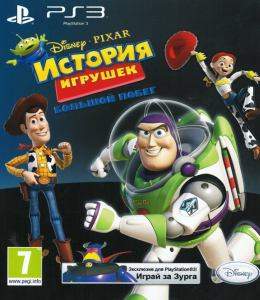 PS3
PlayStation 3
Disney · PIXAR
История
игрушек
большой побег
7
www.pegi.info
Эксклюзив для PlayStation®3!
Играй за Зурга
Disney